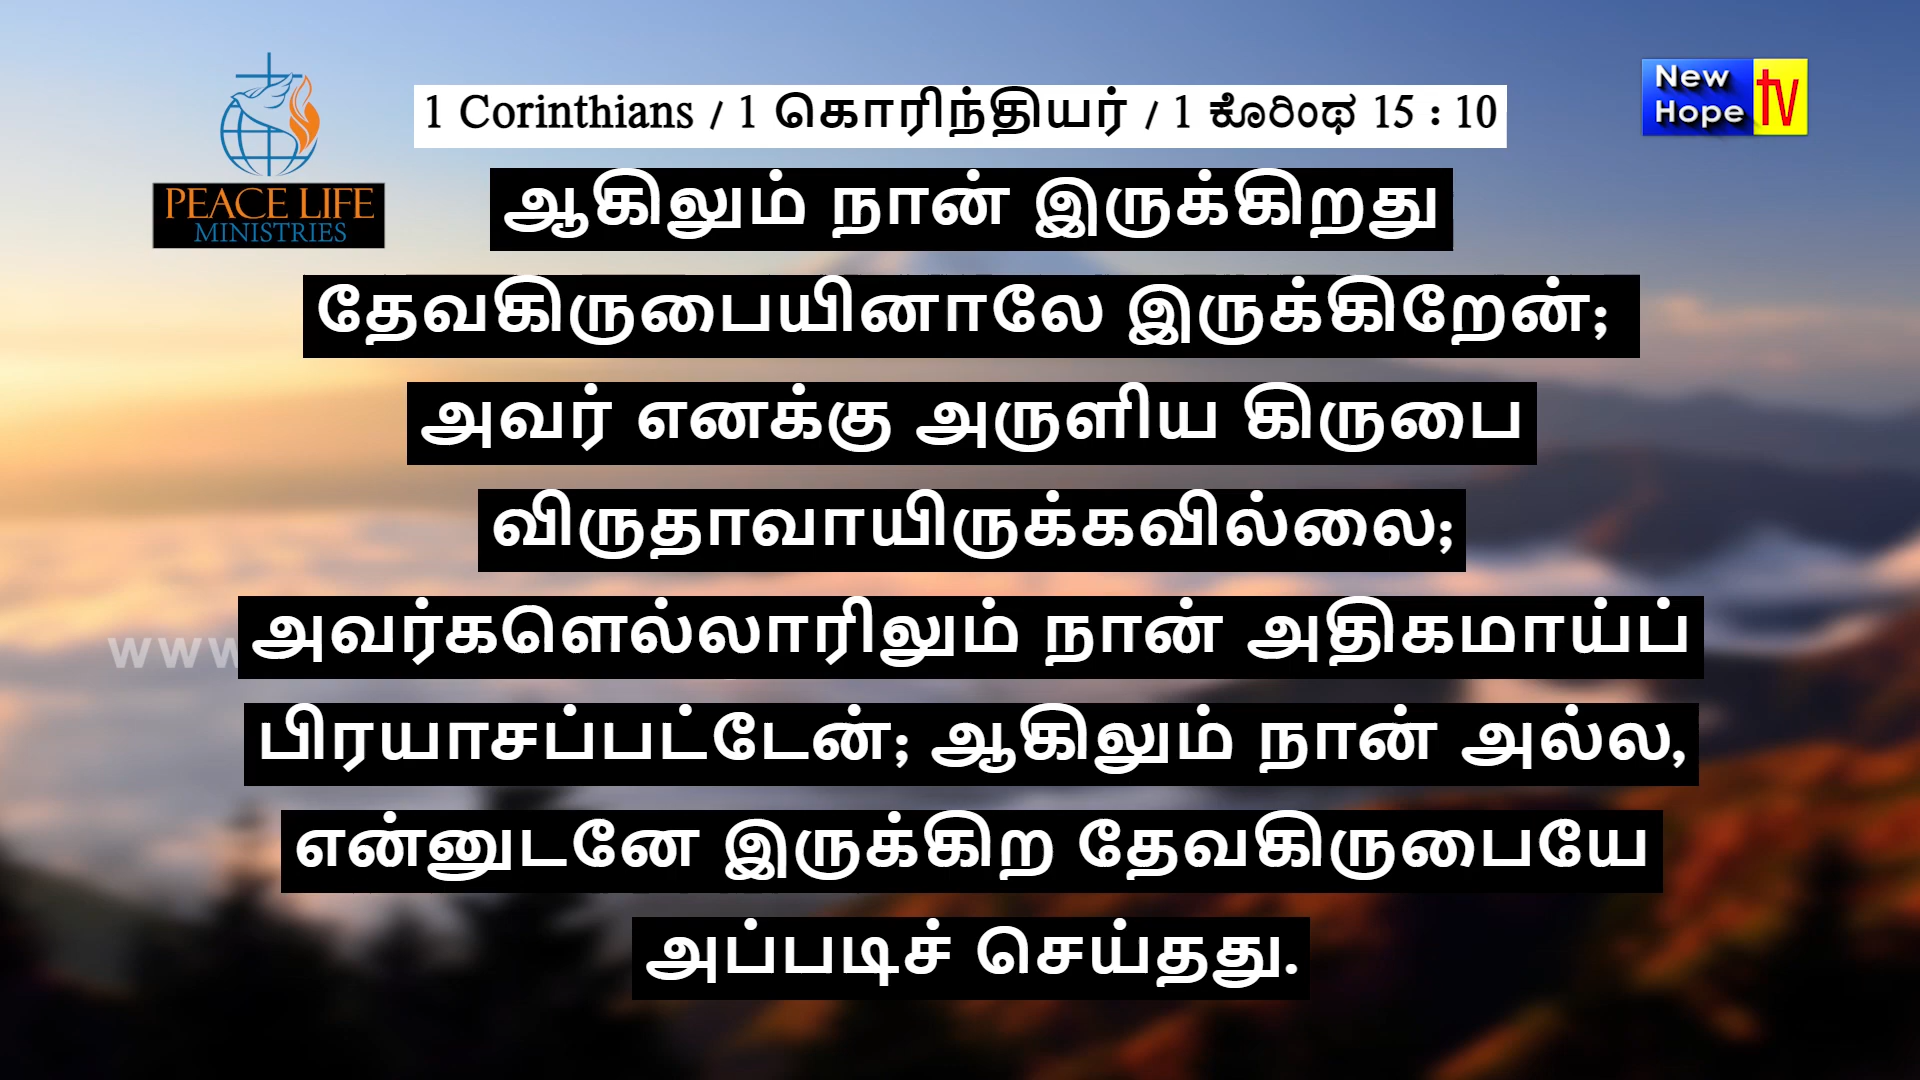 1 Corinthians / 1 கொரிந்தியர் / 1 ಕೊರಿಂಥ 15 : 10
New
Hope
tv
PEACE LIFE
MINISTRIES
ஆகிலும் நான் இருக்கிறது
தேவகிருபையினாலே இருக்கிறேன்;
அவர் எனக்கு அருளிய கிருபை
விருதாவாயிருக்கவில்லை;
www
அவர்களெல்லாரிலும் நான் அதிகமாய்ப்
பிரயாசப்பட்டேன்; ஆகிலும் நான் அல்ல,
என்னுடனே இருக்கிற தேவகிருபையே
அப்படிச் செய்தது.